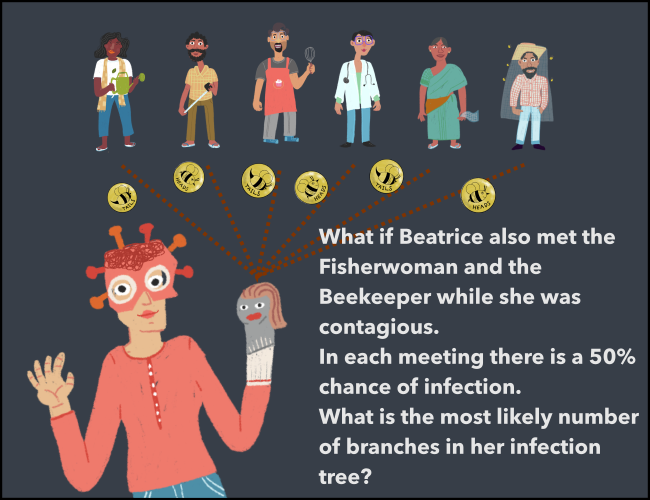 TAILS
HEADS
TAILS
HEADS
TAILS
HEADS
What if Beatrice also met the
Fisherwoman and the
Beekeeper while she was
contagious.
In each meeting there is a 50%
chance of infection.
What is the most likely number
of branches in her infection
tree?